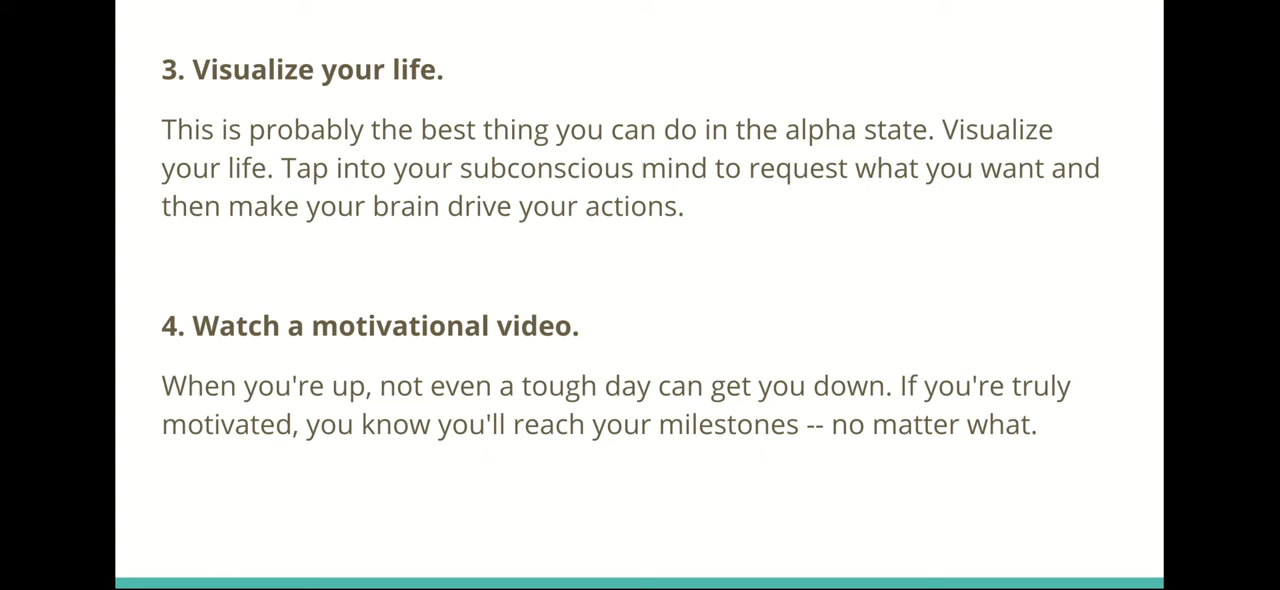 3. Visualize your life.
This is probably the best thing you can do in the alpha state. Visualize
your life. Tap into your subconscious mind to request what you want and
then make your brain drive your actions.
4. Watch a motivational video.
When you're up, not even a tough day can get you down. If you're truly
motivated, you know you'll reach your milestones -- no matter what.